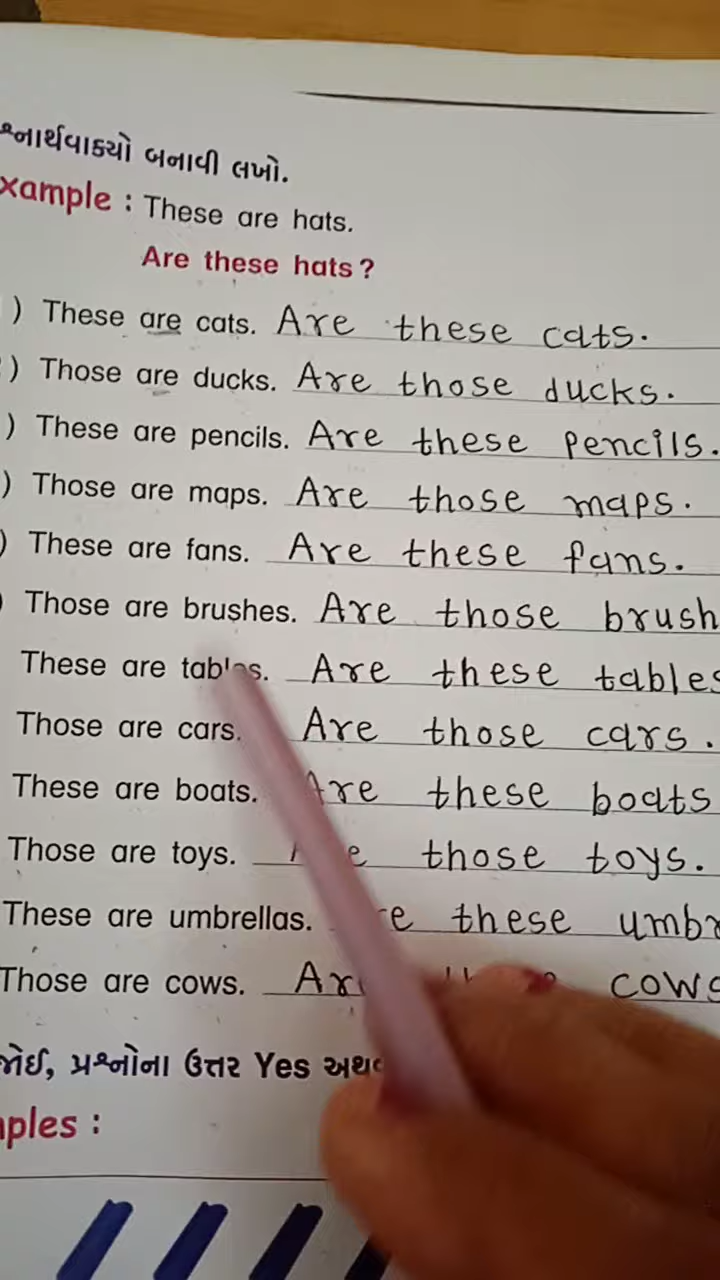 શ્નાર્થવાક્યો બનાવી લખો.
xample : These are hats.
Are these hats?
) These are cats. Are these cats.
) Those are ducks. Are those ducks.
) These are pencils. Are these pencils.
) Those are maps. Are those maps.
) These are fans. Are these fans.
) Those are brushes. Are those brush
These are tables. Are these tables
Those are cars. Are those cars.
These are boats. Are these boats
Those are toys. those toys.
These are umbrellas. these umbr
Those are cows. cows
જોઈ, પ્રશ્નોના ઉત્તર Yes અથવ
ples :